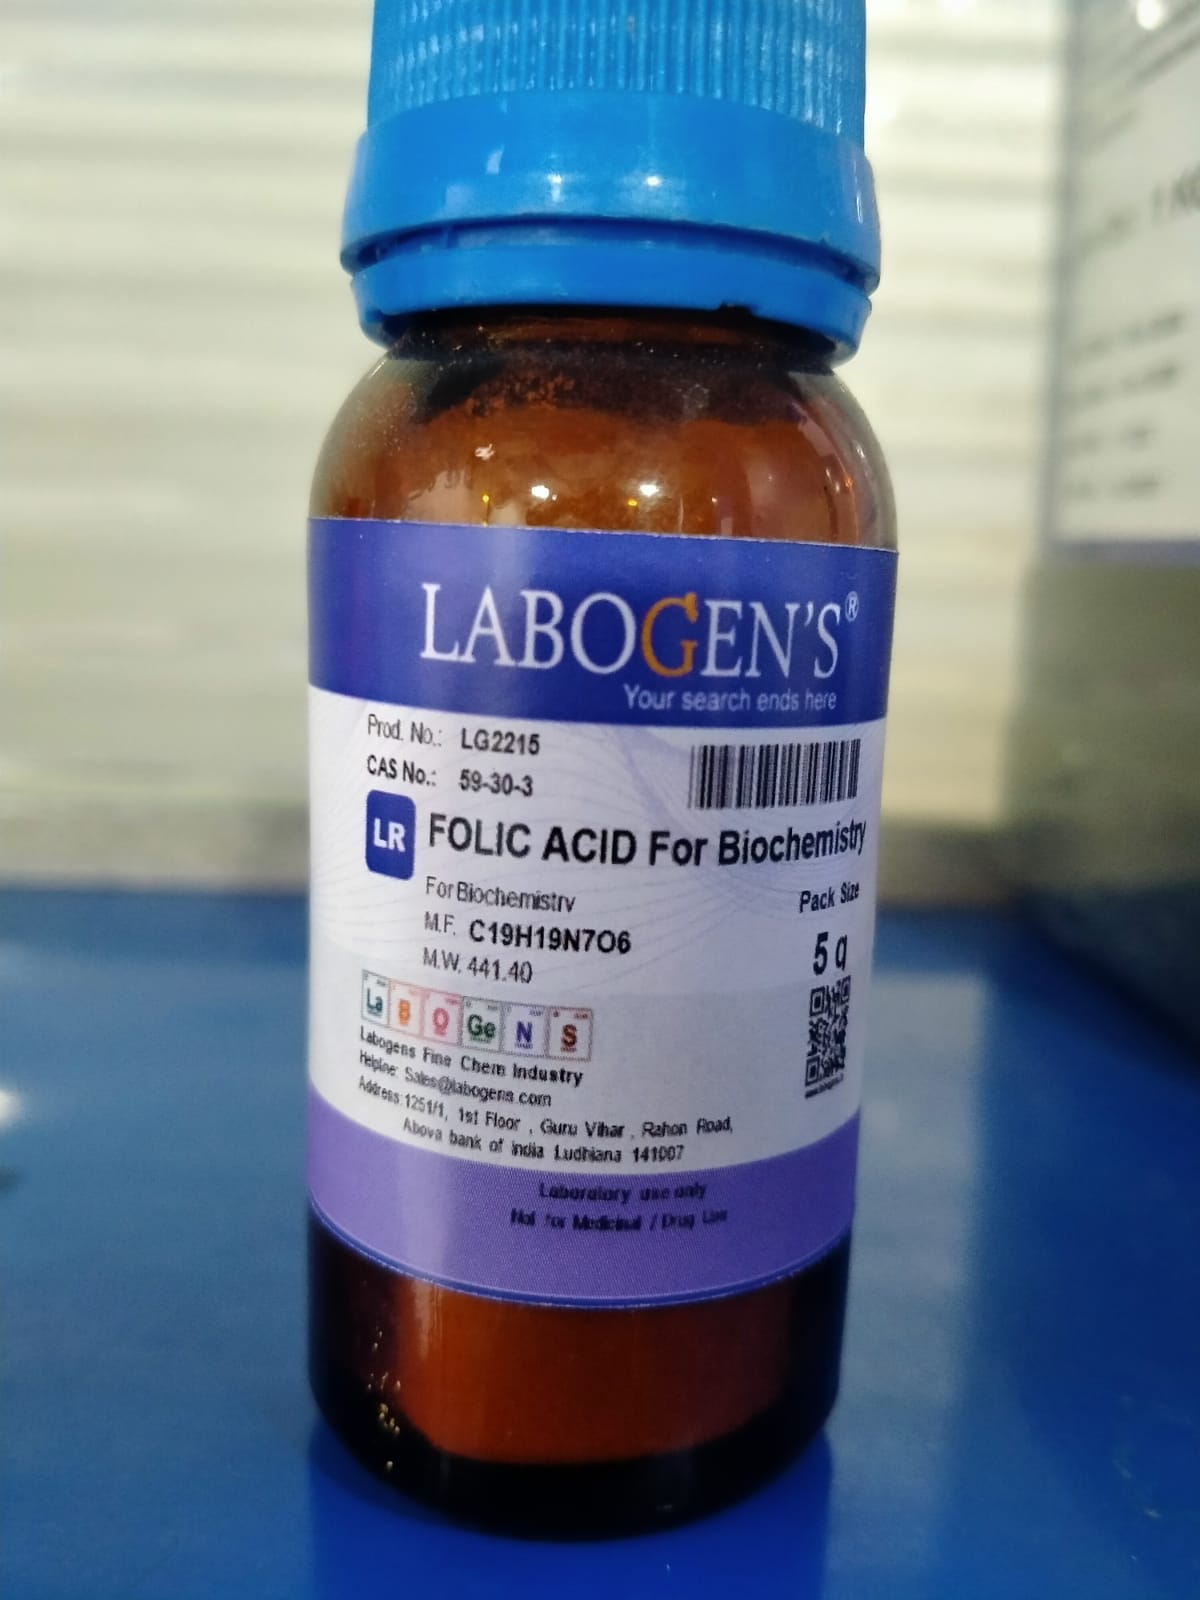 LABOGEN'S®
Your search ends here
Prod. No.: LG2215
CAS No.: 59-30-3
LR FOLIC ACID For Biochemistry
For Biochemistry
Pack Size
5 g
M.F. C19H19N7O6
M.W. 441.40
La B O Ge N S
Labogens Fine Chem Industry
Helpline: Sales@labogens.com
Address:1251/1, 1st Floor , Guru Vihar , Rahon Road,
Abova bank of india Ludhiana 141007
Laboratory use only
Not for Medicinal / Drug Use